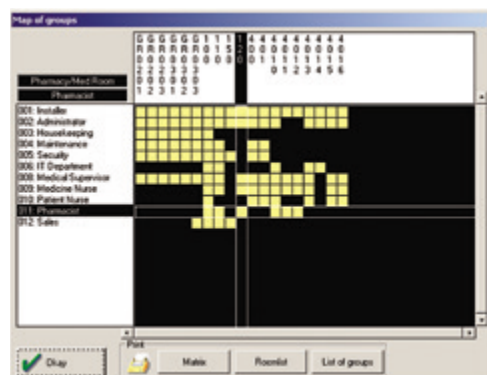 Map of groups
Pharmacy/Med Room
Pharmacist
001: Installer
002: Administrator
003: Housekeeping
004: Maintenance
005: Security
006: IT Department
008: Medical Supervisor
009: Medicine Nurse
010: Patient Nurse
011: Pharmacist
012: Sales
Okay
Print
Matrix
Roomlist
List of groups